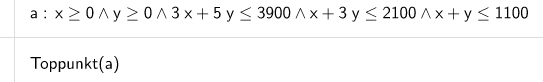 a : x ≥ 0 ∧ y ≥ 0 ∧ 3 x + 5 y ≤ 3900 ∧ x + 3 y ≤ 2100 ∧ x + y ≤ 1100
Toppunkt(a)